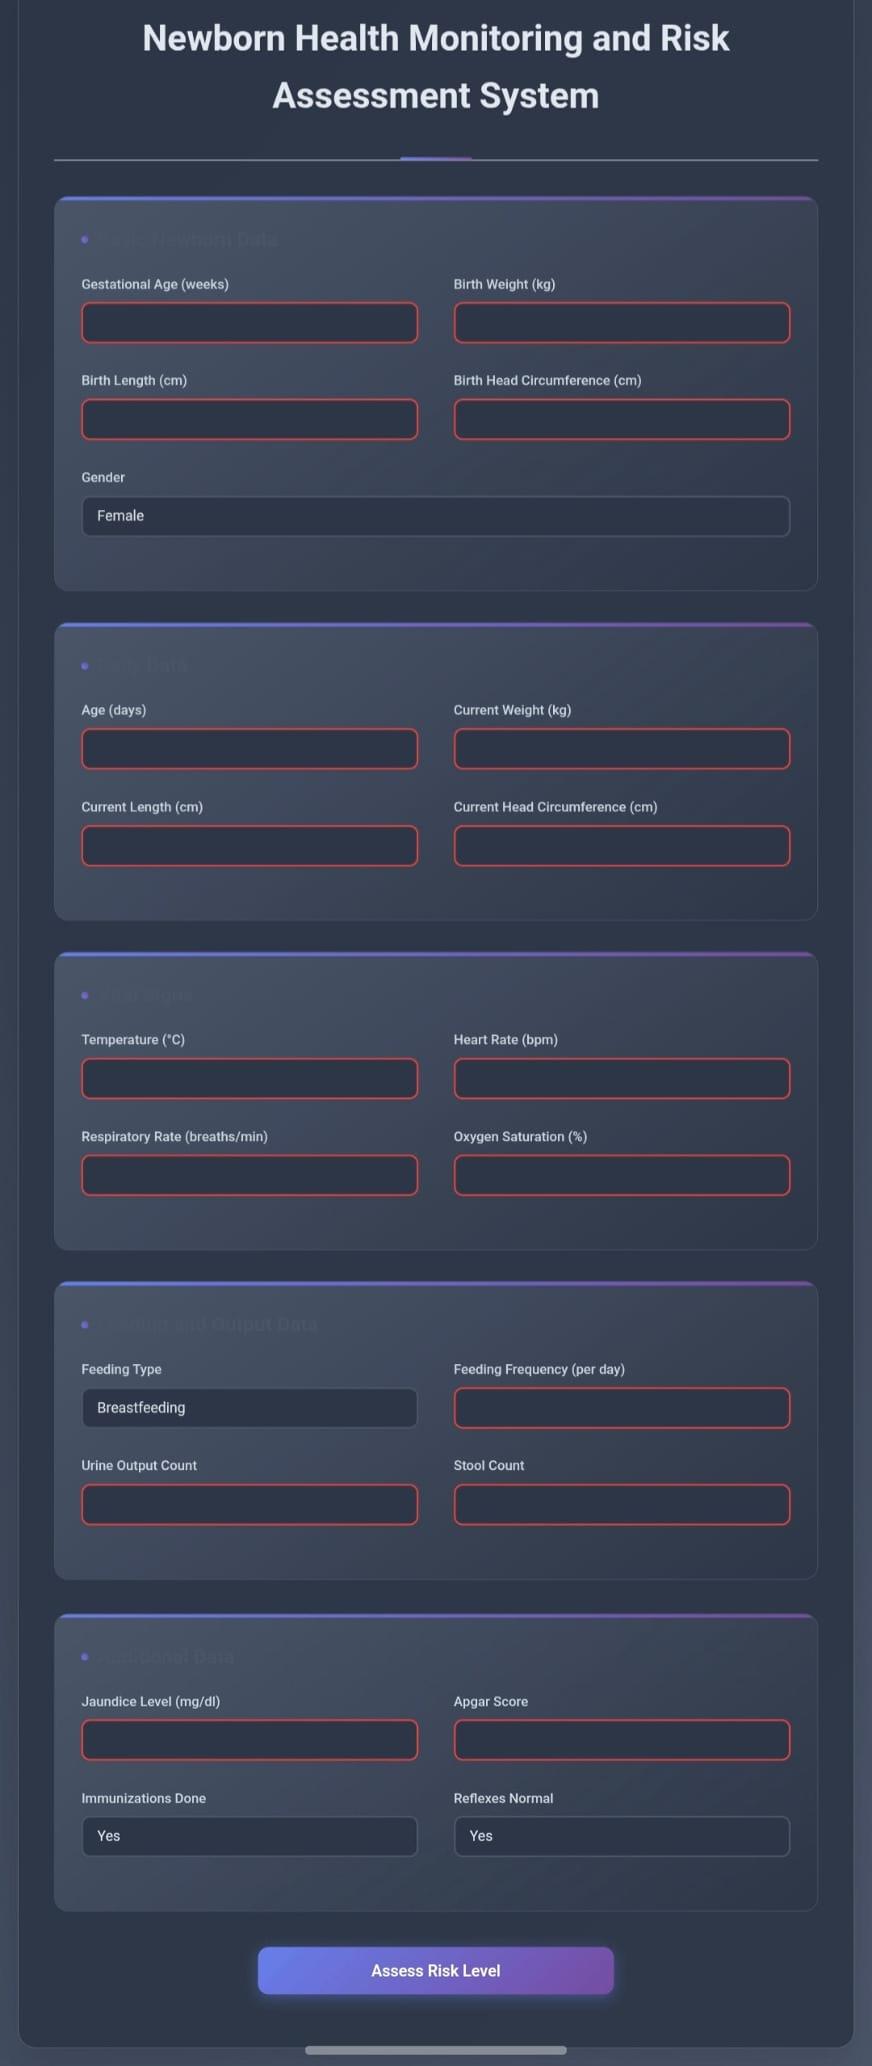 Newborn Health Monitoring and Risk
Assessment System
Basic Newborn Data
Gestational Age (weeks)
Birth Weight (kg)
Birth Length (cm)
Birth Head Circumference (cm)
Gender
Female
Daily Data
Age (days)
Current Weight (kg)
Current Length (cm)
Current Head Circumference (cm)
Vital Signs
Temperature (°C)
Heart Rate (bpm)
Respiratory Rate (breaths/min)
Oxygen Saturation (%)
Feeding and Output Data
Feeding Type
Feeding Frequency (per day)
Breastfeeding
Urine Output Count
Stool Count
Additional Data
Jaundice Level (mg/dl)
Apgar Score
Immunizations Done
Reflexes Normal
Yes
Yes
Assess Risk Level